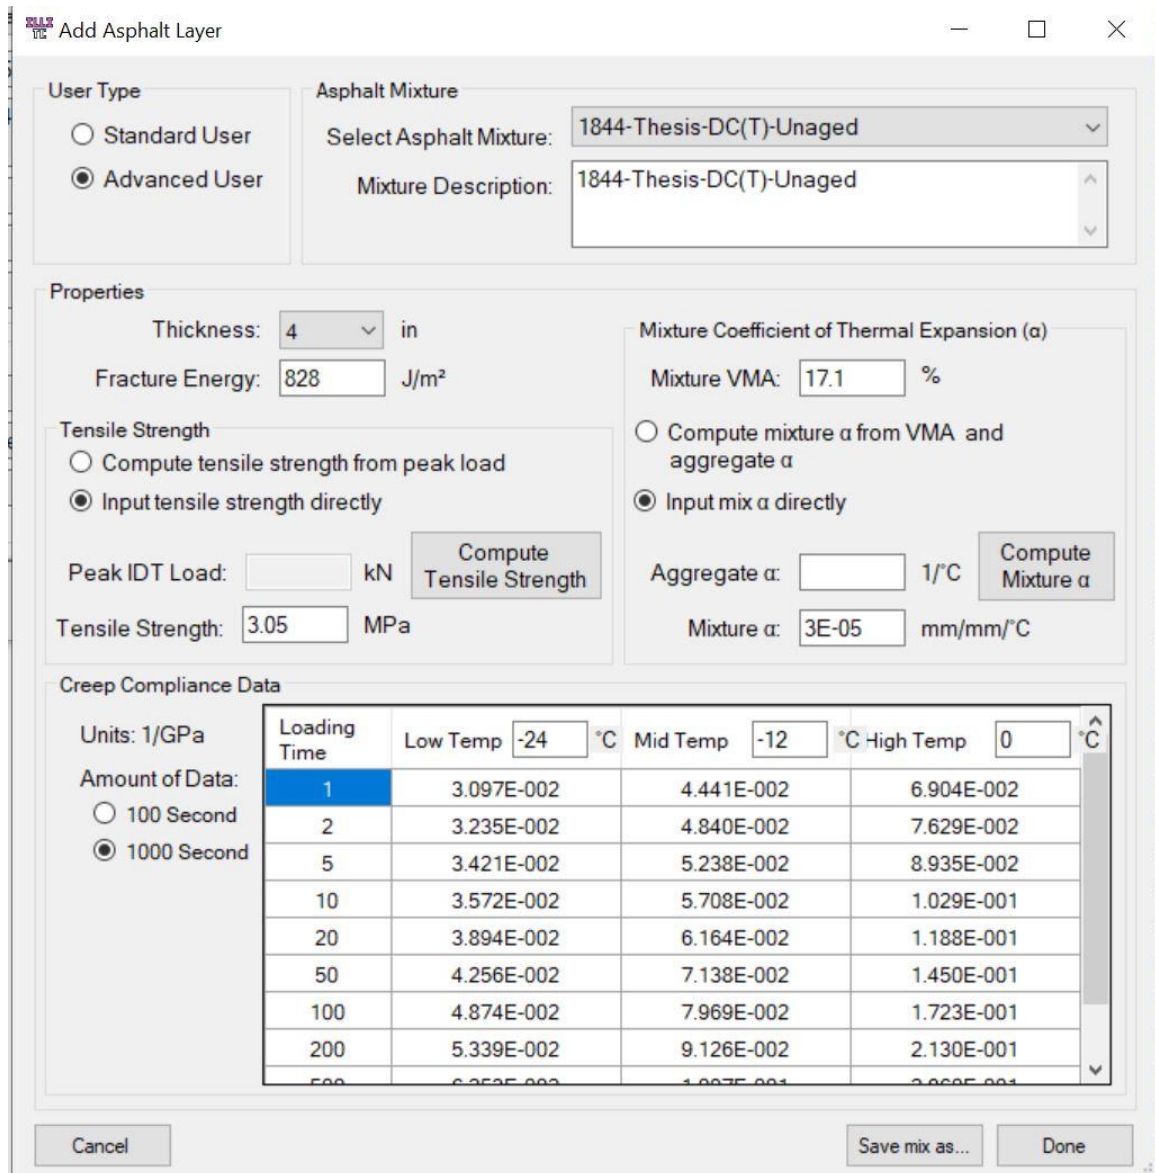 Add Asphalt Layer
User Type
Standard User
Advanced User
Asphalt Mixture
Select Asphalt Mixture: 1844-Thesis-DC(T)-Unaged
Mixture Description: 1844-Thesis-DC(T)-Unaged
Properties
Thickness: 4 in
Fracture Energy: 828 J/m²
Tensile Strength
Compute tensile strength from peak load
Input tensile strength directly
Peak IDT Load: kN
Compute
Tensile Strength
Tensile Strength: 3.05 MPa
Mixture Coefficient of Thermal Expansion (α)
Mixture VMA: 17.1 %
Compute mixture α from VMA and
aggregate α
Input mix α directly
Aggregate α: 1/°C
Compute
Mixture α
Mixture α: 3E-05 mm/mm/°C
Creep Compliance Data
Units: 1/GPa
Amount of Data:
100 Second
1000 Second
Loading
Time
Low Temp -24 °C Mid Temp -12 °C High Temp 0 °C
1 3.097E-002 4.441E-002 6.904E-002
2 3.235E-002 4.840E-002 7.629E-002
5 3.421E-002 5.238E-002 8.935E-002
10 3.572E-002 5.708E-002 1.029E-001
20 3.894E-002 6.164E-002 1.188E-001
50 4.256E-002 7.138E-002 1.450E-001
100 4.874E-002 7.969E-002 1.723E-001
200 5.339E-002 9.126E-002 2.130E-001
Cancel
Save mix as...
Done